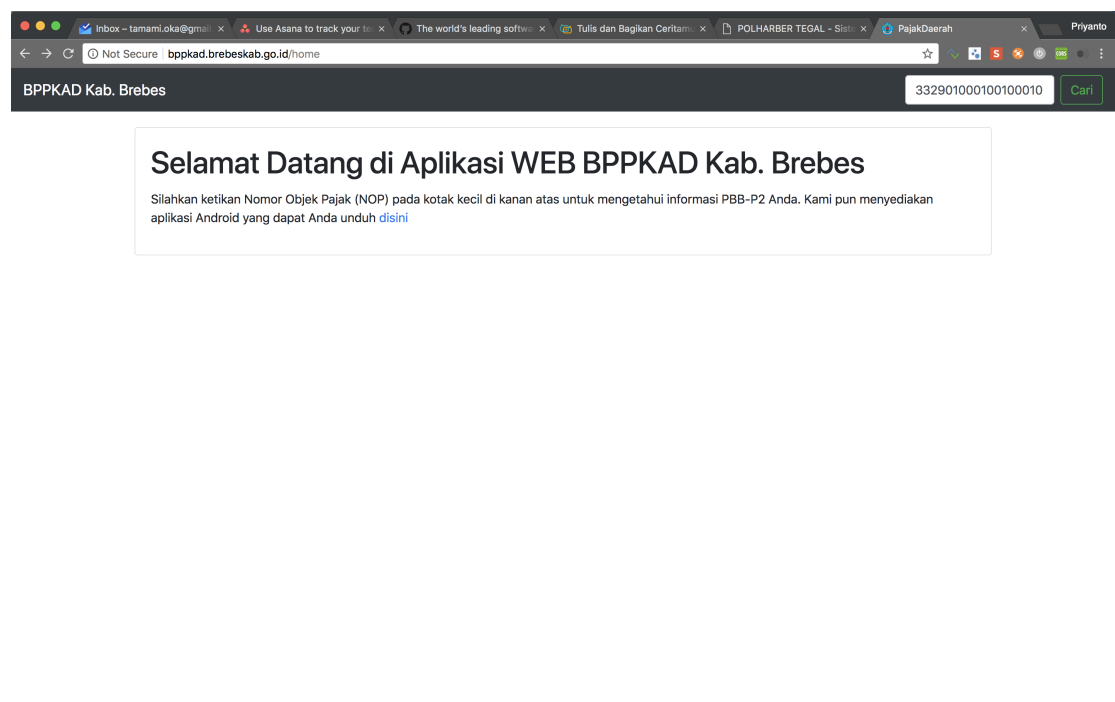 Inbox – tamami.oka@gmail
Use Asana to track your te
The world's leading softwa
Tulis dan Bagikan Ceritamu
POLHARBER TEGAL - Siste
PajakDaerah
Priyanto
Not Secure bppkad.brebeskab.go.id/home
BPPKAD Kab. Brebes
332901000100100010
Cari
Selamat Datang di Aplikasi WEB BPPKAD Kab. Brebes
Silahkan ketikan Nomor Objek Pajak (NOP) pada kotak kecil di kanan atas untuk mengetahui informasi PBB-P2 Anda. Kami pun menyediakan
aplikasi Android yang dapat Anda unduh disini